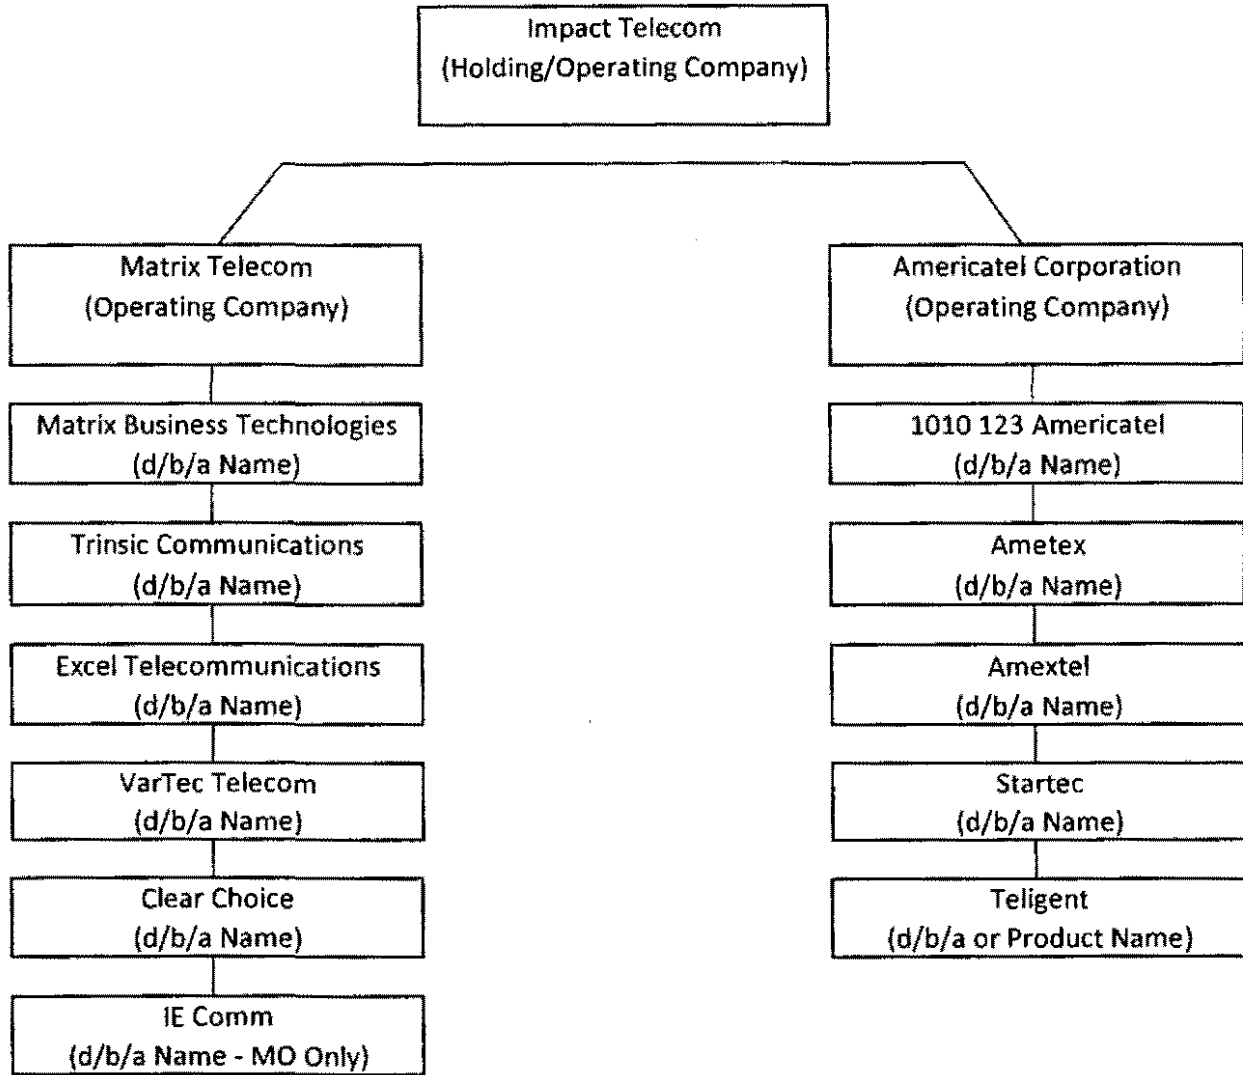 Impact Telecom
(Holding/Operating Company)
Matrix Telecom
(Operating Company)
Americatel Corporation
(Operating Company)
Matrix Business Technologies
(d/b/a Name)
1010 123 Americatel
(d/b/a Name)
Trinsic Communications
(d/b/a Name)
Ametex
(d/b/a Name)
Excel Telecommunications
(d/b/a Name)
Amextel
(d/b/a Name)
VarTec Telecom
(d/b/a Name)
Startec
(d/b/a Name)
Clear Choice
(d/b/a Name)
Teligent
(d/b/a or Product Name)
IE Comm
(d/b/a Name - MO Only)